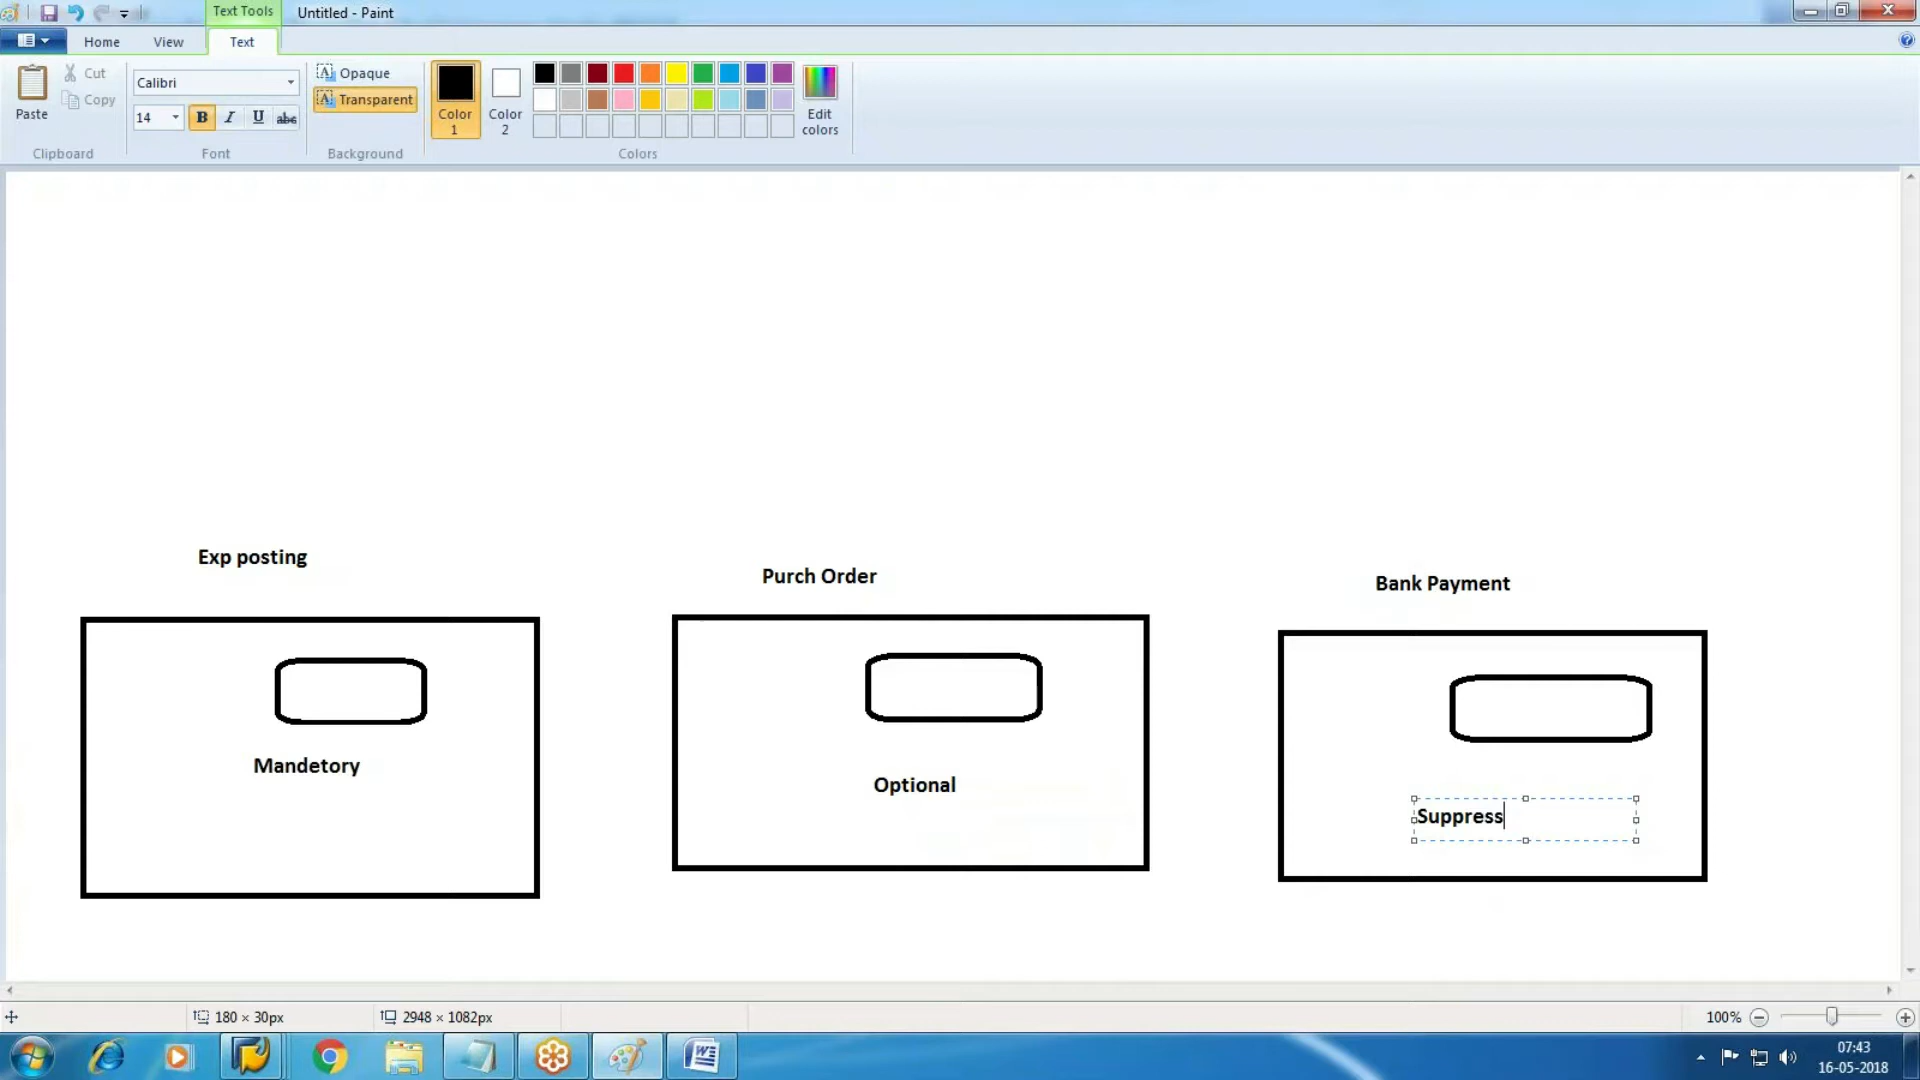 Text Tools
Untitled - Paint
Home
View
Text
Paste
Cut
Copy
Clipboard
Calibri
14
B I U abc
Font
Opaque
Transparent
Background
Color 1
Color 2
Edit colors
Colors
Exp posting
Purch Order
Bank Payment
Mandetory
Optional
Suppress
180 × 30px
2948 × 1082px
100%
07:43
16-05-2018